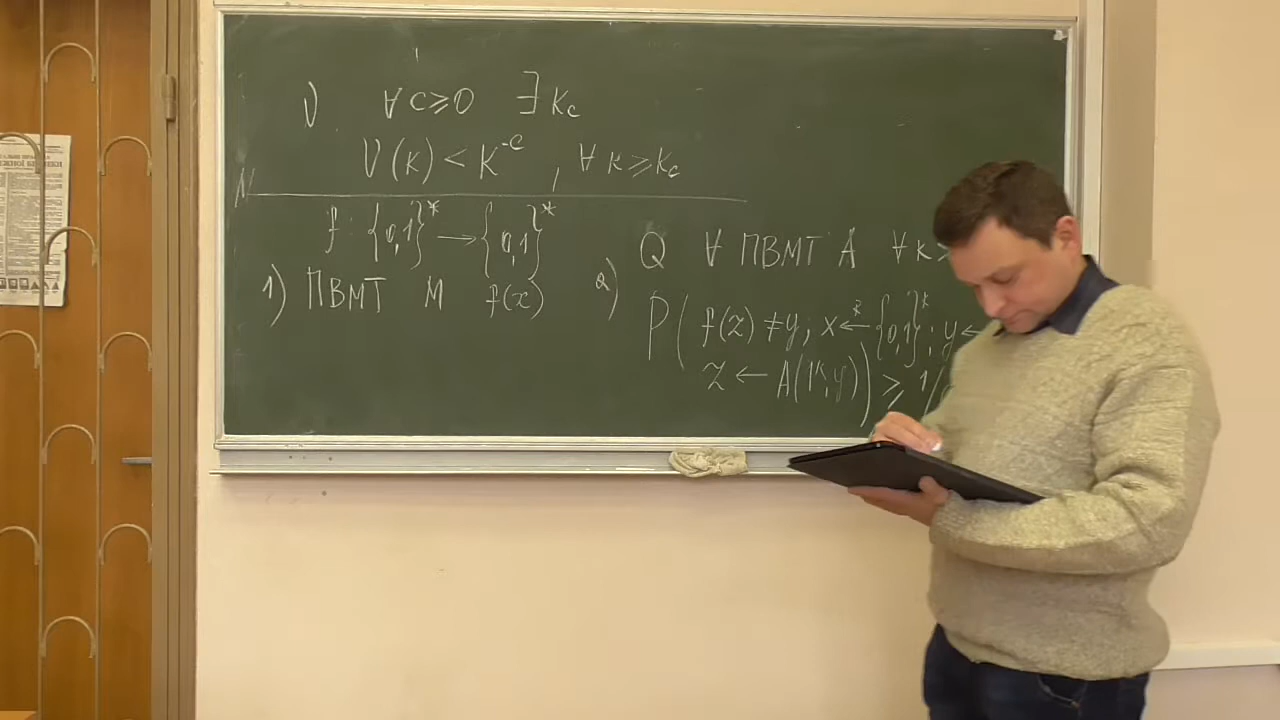 ν) ∀ c ⩾ 0 ∃ Kc
ν(k) < K^-c , ∀ k ⩾ Kc
f: {0,1}* → {0,1}*
1) ПВМТ M f(x)
2) Q ∀ ПВМТ A ∀ k >
P( f(z) ≠ y; x ← {0,1}*; y ←
z ← A(1^k, y)) ⩾ 1/